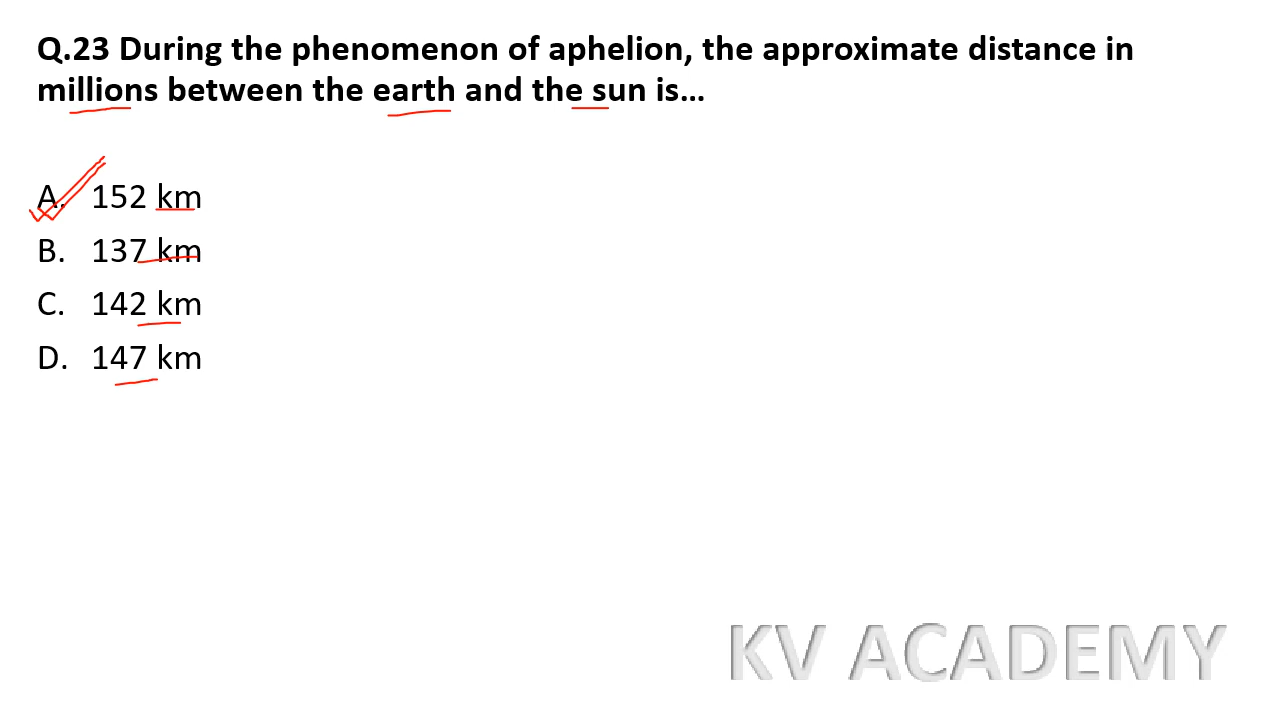 Q.23 During the phenomenon of aphelion, the approximate distance in
millions between the earth and the sun is...
A. 152 km
B. 137 km
C. 142 km
D. 147 km
KV ACADEMY